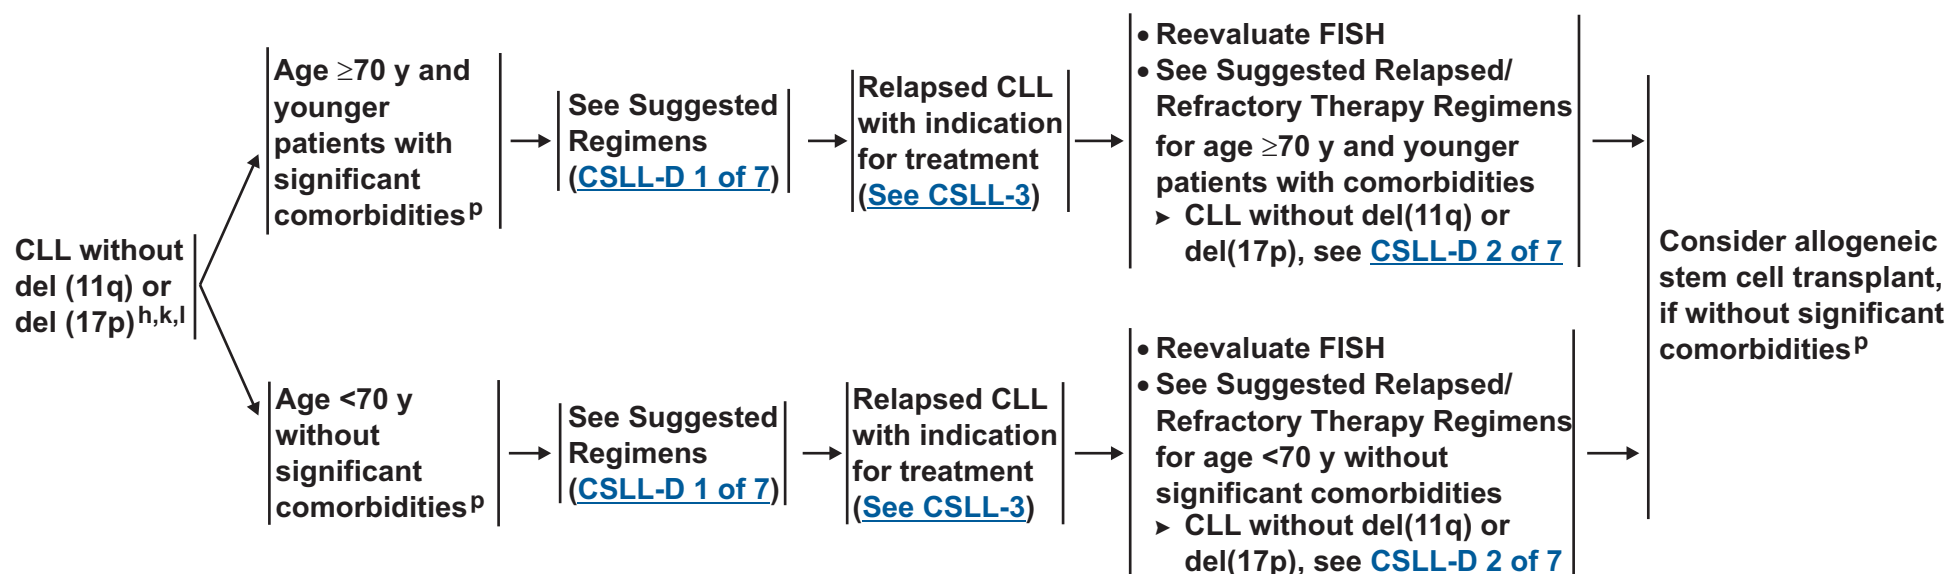 CLL without
del (11q) or
del (17p)h,k,l
Age ≥70 y and
younger
patients with
significant
comorbiditiesp
See Suggested
Regimens
(CSLL-D 1 of 7)
Relapsed CLL
with indication
for treatment
(See CSLL-3)
• Reevaluate FISH
• See Suggested Relapsed/
Refractory Therapy Regimens
for age ≥70 y and younger
patients with comorbidities
➤ CLL without del(11q) or
del(17p), see CSLL-D 2 of 7
Age <70 y
without
significant
comorbiditiesp
See Suggested
Regimens
(CSLL-D 1 of 7)
Relapsed CLL
with indication
for treatment
(See CSLL-3)
• Reevaluate FISH
• See Suggested Relapsed/
Refractory Therapy Regimens
for age <70 y without
significant comorbidities
➤ CLL without del(11q) or
del(17p), see CSLL-D 2 of 7
Consider allogeneic
stem cell transplant,
if without significant
comorbiditiesp